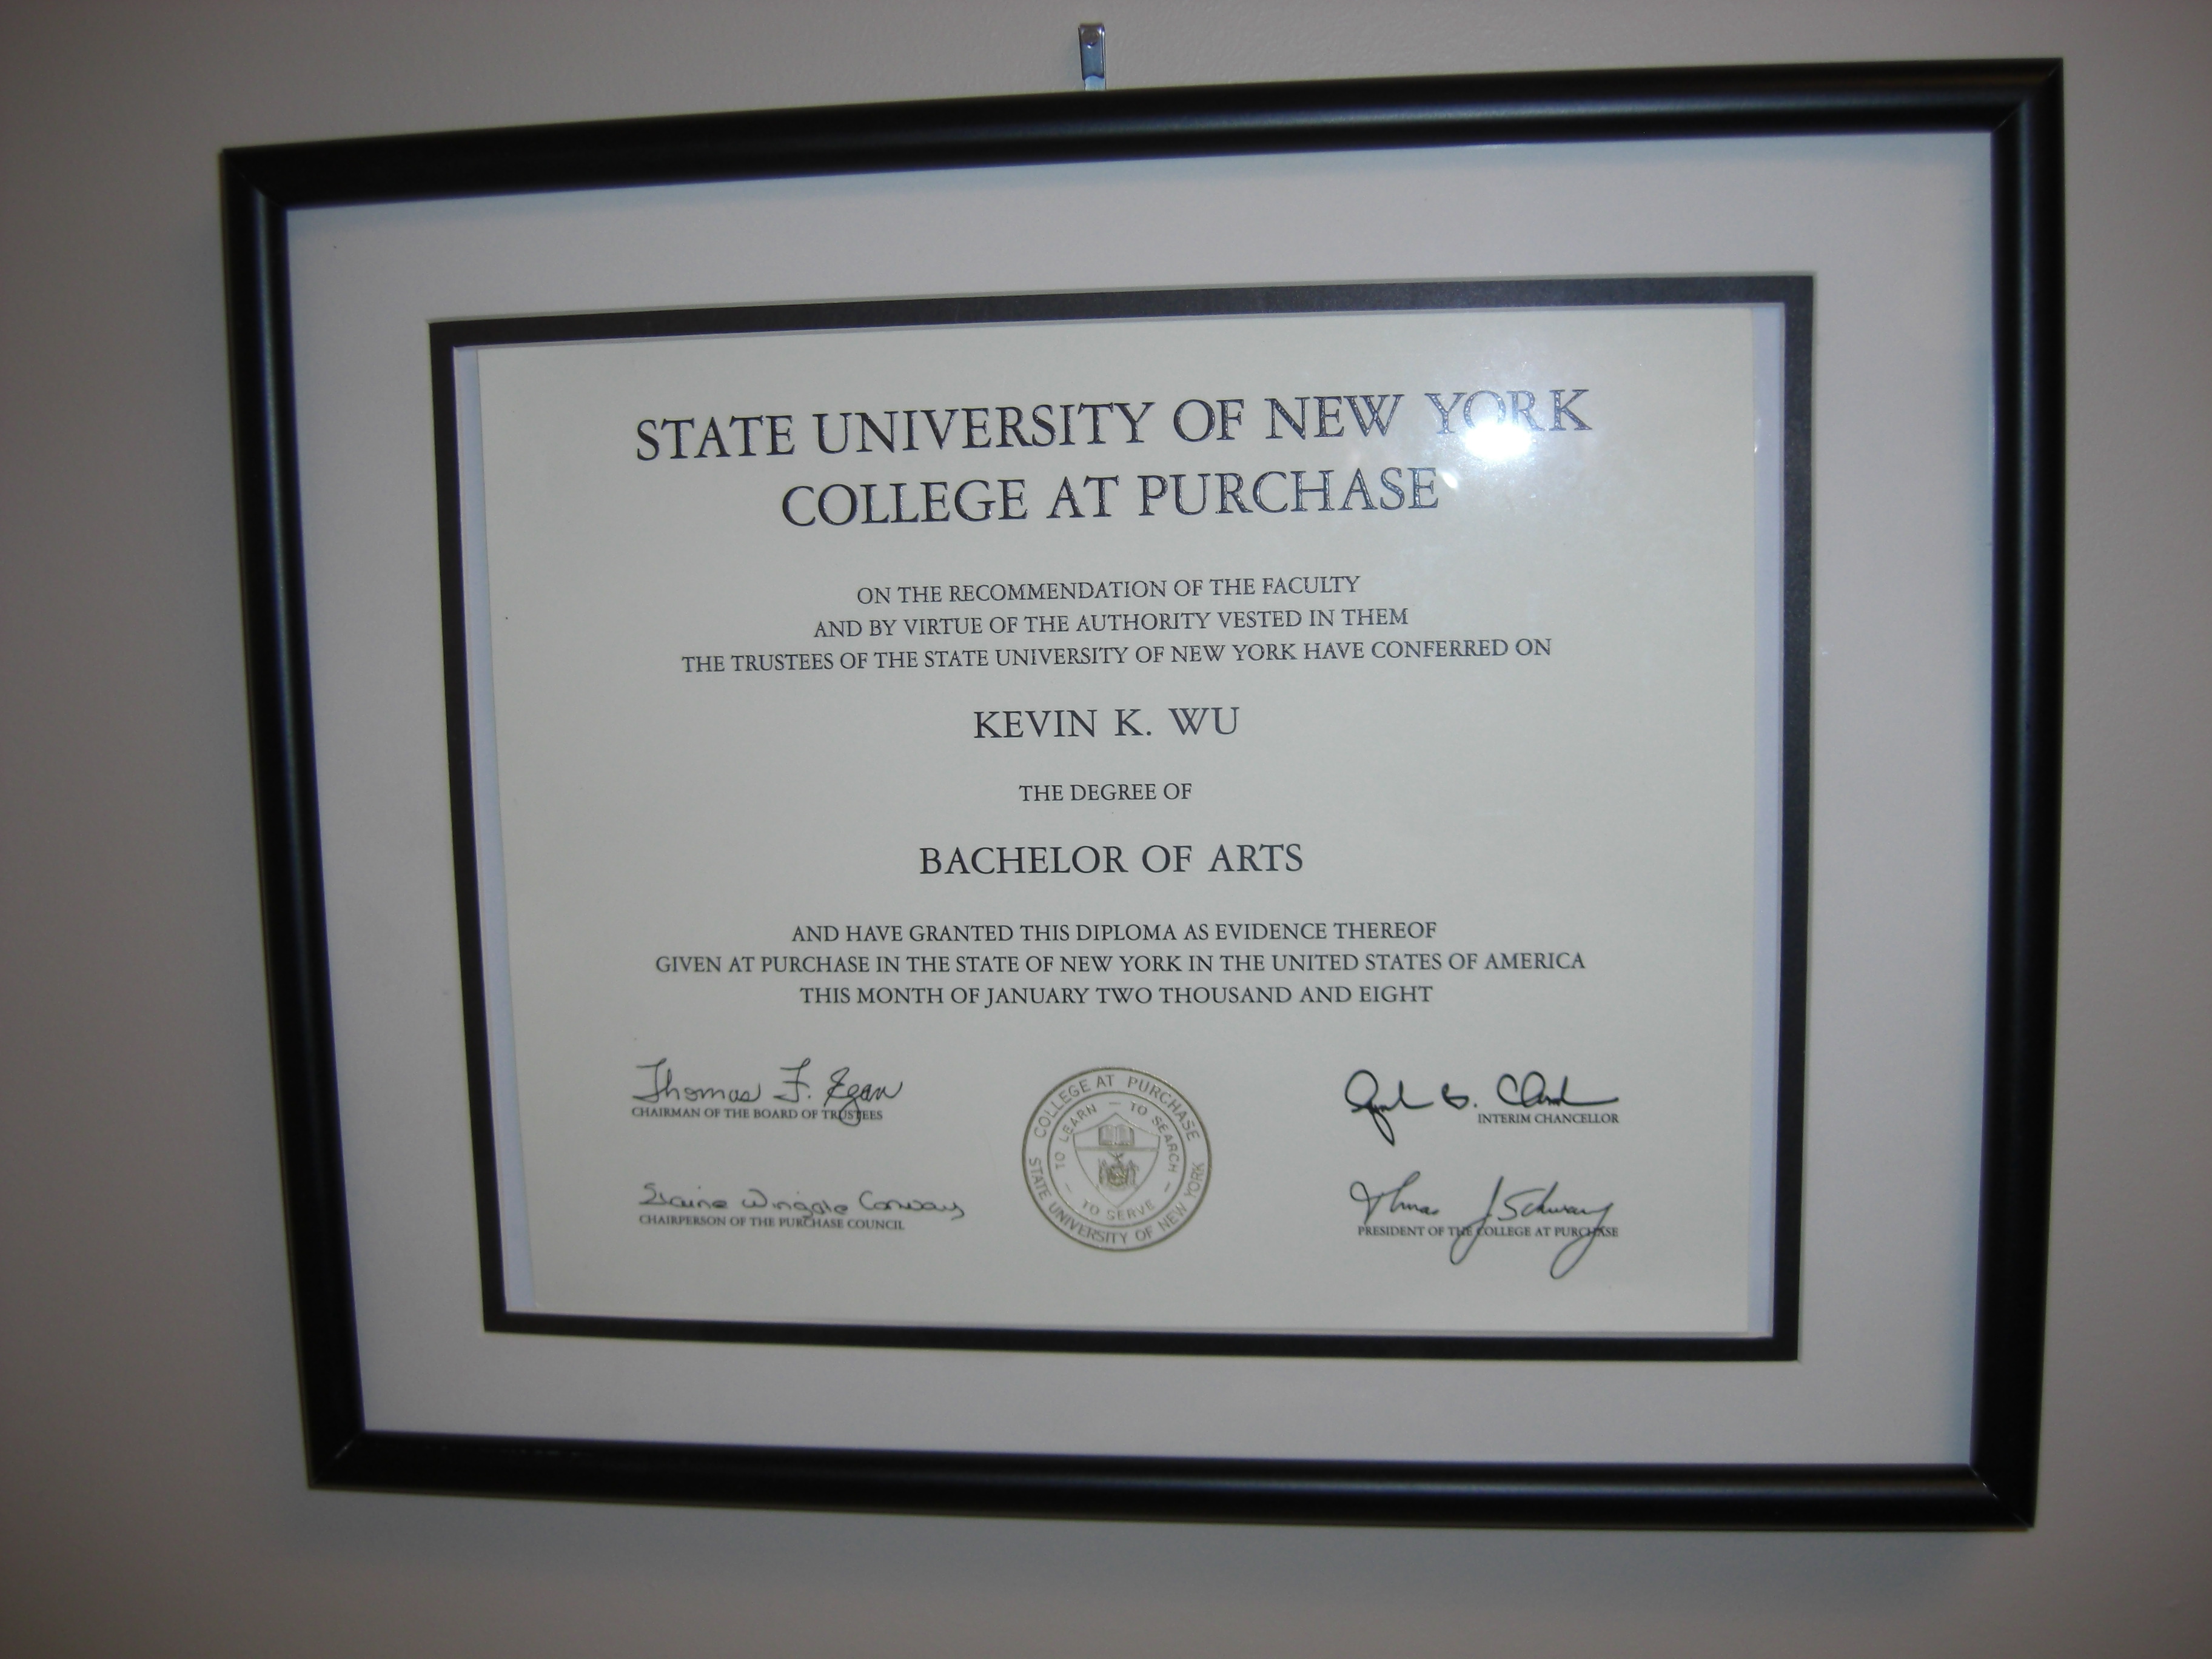 STATE UNIVERSITY OF NEW YORK
COLLEGE AT PURCHASE
ON THE RECOMMENDATION OF THE FACULTY
AND BY VIRTUE OF THE AUTHORITY VESTED IN THEM
THE TRUSTEES OF THE STATE UNIVERSITY OF NEW YORK HAVE CONFERRED ON
KEVIN K. WU
THE DEGREE OF
BACHELOR OF ARTS
AND HAVE GRANTED THIS DIPLOMA AS EVIDENCE THEREOF
GIVEN AT PURCHASE IN THE STATE OF NEW YORK IN THE UNITED STATES OF AMERICA
THIS MONTH OF JANUARY TWO THOUSAND AND EIGHT
Thomas F. Egan
CHAIRMAN OF THE BOARD OF TRUSTEES
Conway
CHAIRPERSON OF THE PURCHASE COUNCIL
COLLEGE AT PURCHASE
STATE UNIVERSITY OF NEW YORK
TO LEARN — TO SEARCH —
TO SERVE —
INTERIM CHANCELLOR
Thomas J. Schwarz
PRESIDENT OF THE COLLEGE AT PURCHASE